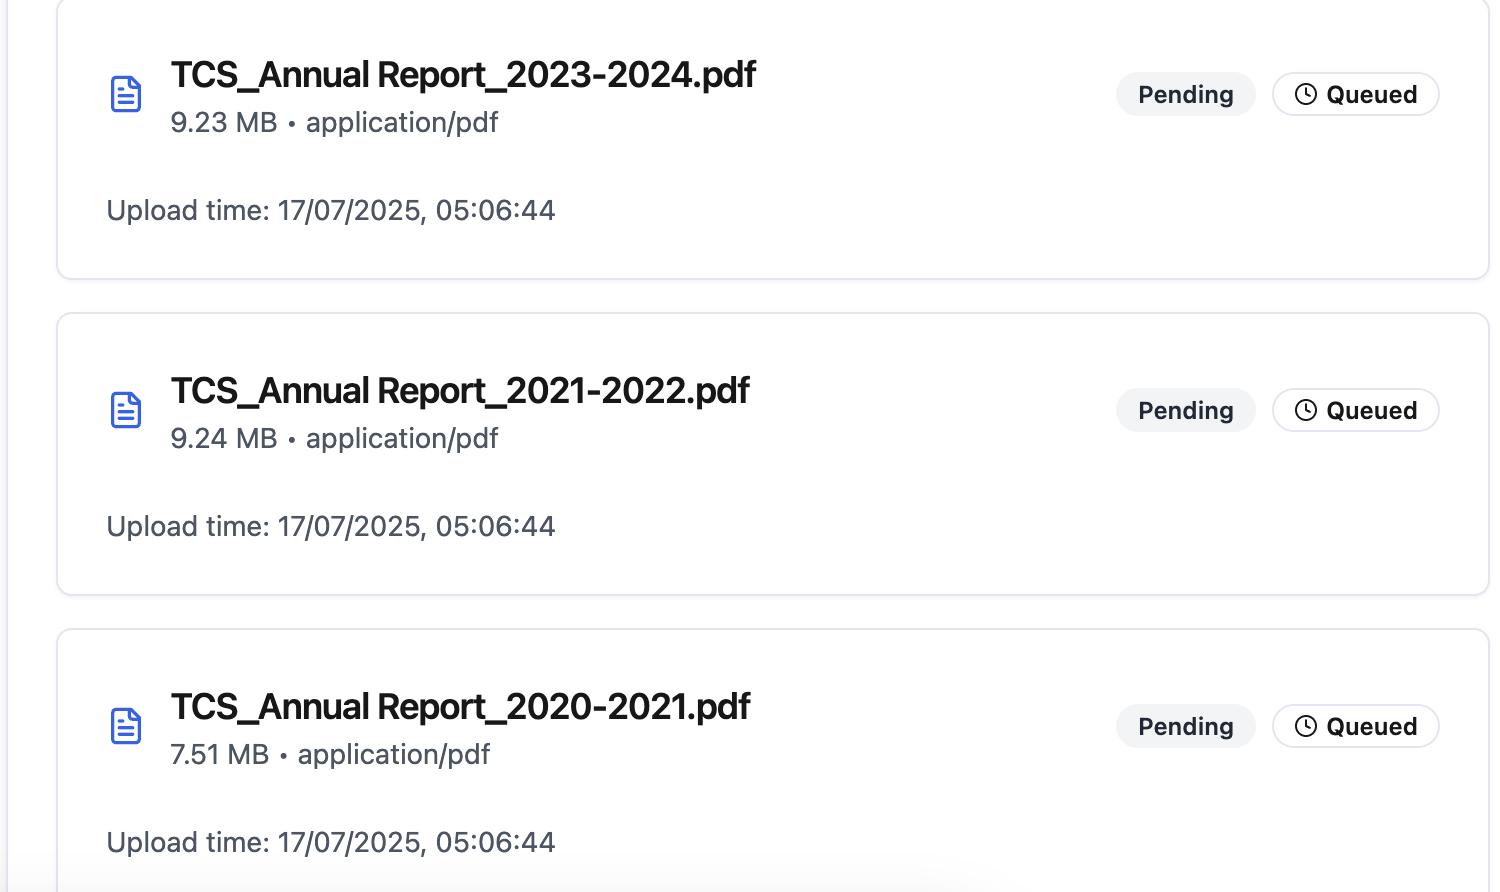 TCS_Annual Report_2023-2024.pdf
Pending
Queued
9.23 MB • application/pdf
Upload time: 17/07/2025, 05:06:44
TCS_Annual Report_2021-2022.pdf
Pending
Queued
9.24 MB • application/pdf
Upload time: 17/07/2025, 05:06:44
TCS_Annual Report_2020-2021.pdf
Pending
Queued
7.51 MB • application/pdf
Upload time: 17/07/2025, 05:06:44